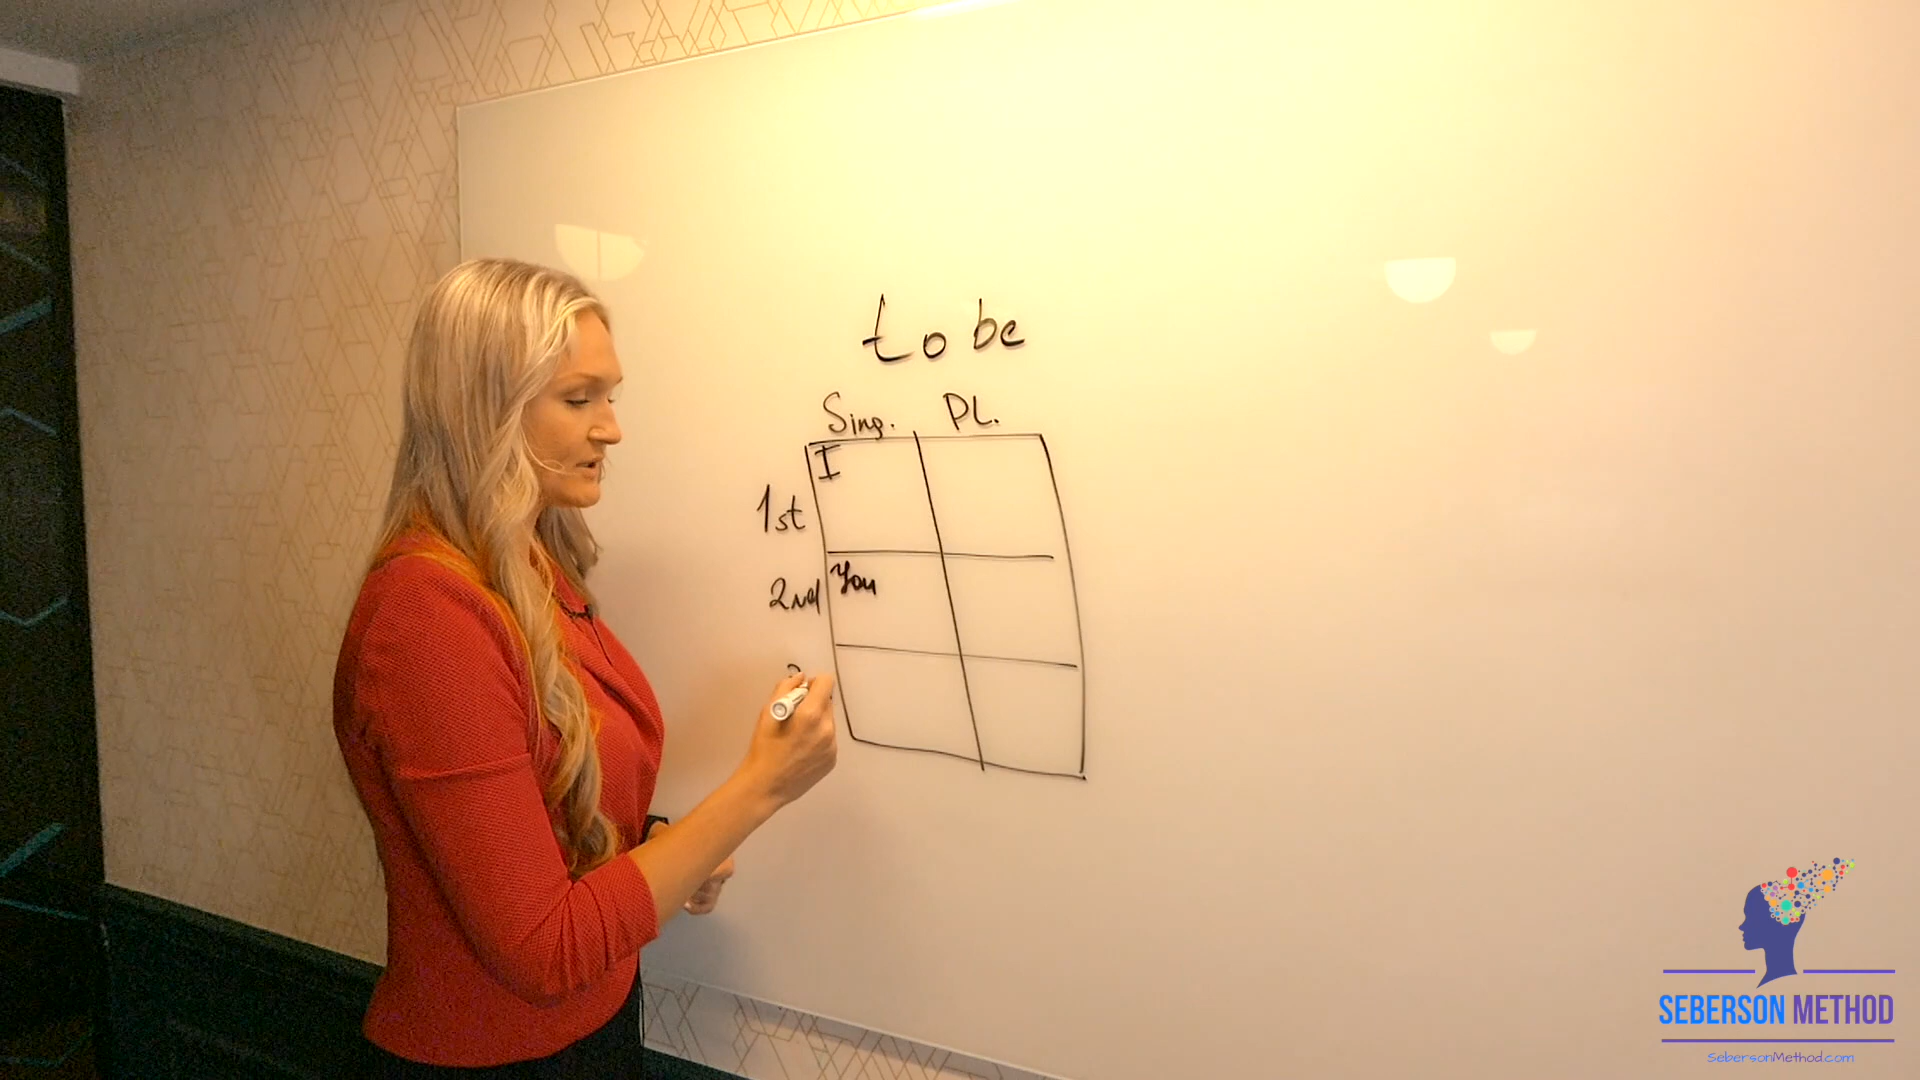 to be
Sing. PL.
I
1st
2nd You
SEBERSON METHOD
SebersonMethod.com